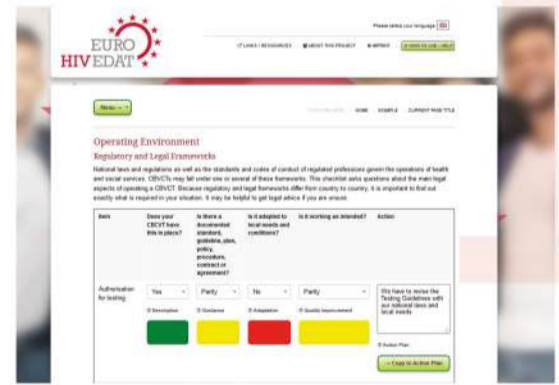 Please select your language
EURO
HIVEDAT
LINKS / RESSOURCES ABOUT THIS PROJECT IMPRINT HOW TO USE - HELP
Menu
HOME EXAMPLE CURRENT PAGE TITLE
Operating Environment
Regulatory and Legal Frameworks
National laws and regulations as well as the standards and codes of conduct of regulated professions govern the operations of health
and social services. CBVCTs may fall under one or several of these frameworks. This checklist asks questions about the main legal
aspects of operating a CBVCT. Because regulatory and legal frameworks differ from country to country, it is important to find out
exactly what is required in your situation. It may be helpful to get legal advice if you are unsure.
Item
Does your
CBVCT have
this in place?
Is there a
documented
standard,
guideline, plan,
policy,
procedure,
contract or
agreement?
Is it adapted to
local needs and
conditions?
Is it working as intended?
Action
Authorisation
for testing
Yes
Partly
No
Partly
We have to revise the
Testing Guidelines with
our national laws and
local needs
Description
Guidance
Adaptation
Quality Improvement
Action Plan
Copy to Action Plan